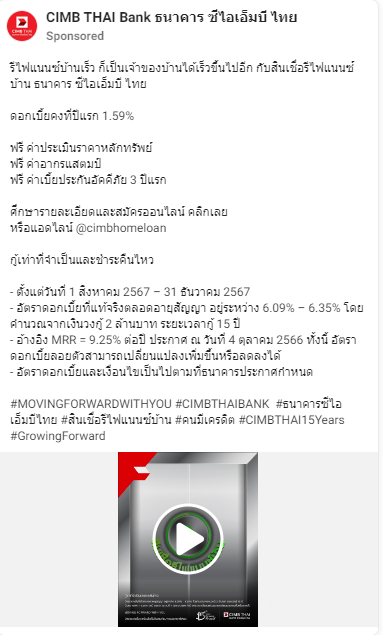 CIMB THAI Bank ธนาคาร ซีไอเอ็มบี ไทย
Sponsored
รีไฟแนนซ์บ้านเร็ว ก็เป็นเจ้าของบ้านได้เร็วขึ้นไปอีก กับสินเชื่อรีไฟแนนซ์
บ้าน ธนาคาร ซีไอเอ็มบี ไทย
ดอกเบี้ยคงที่ปีแรก 1.59%
ฟรี ค่าประเมินราคาหลักทรัพย์
ฟรี ค่าอากรแสตมป์
ฟรี ค่าเบี้ยประกันอัคคีภัย 3 ปีแรก
ศึกษารายละเอียดและสมัครออนไลน์ คลิกเลย
หรือแอดไลน์ @cimbhomeloan
กู้เท่าที่จำเป็นและชำระคืนไหว
- ตั้งแต่วันที่ 1 สิงหาคม 2567 – 31 ธันวาคม 2567
- อัตราดอกเบี้ยที่แท้จริงตลอดอายุสัญญา อยู่ระหว่าง 6.09% – 6.35% โดย
คำนวณจากเงินวงกู้ 2 ล้านบาท ระยะเวลากู้ 15 ปี
- อ้างอิง MRR = 9.25% ต่อปี ประกาศ ณ วันที่ 4 ตุลาคม 2566 ทั้งนี้ อัตรา
ดอกเบี้ยลอยตัวสามารถเปลี่ยนแปลงเพิ่มขึ้นหรือลดลงได้
- อัตราดอกเบี้ยและเงื่อนไขเป็นไปตามที่ธนาคารประกาศกำหนด
#MOVINGFORWARDWITHYOU #CIMBTHAIBANK #ธนาคารซีไอ
เอ็มบีไทย #สินเชื่อรีไฟแนนซ์บ้าน #คนมีเครดิต #CIMBTHAI15Years
#GrowingForward
CIMB THAI